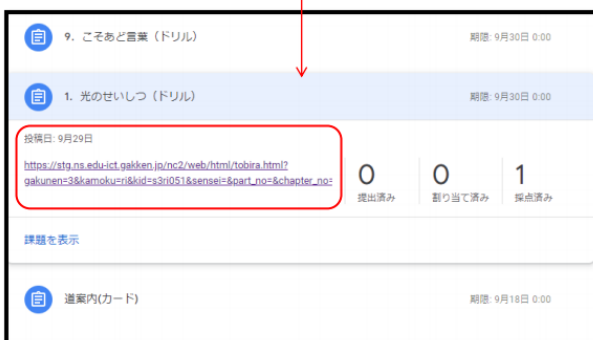 9. こそあど言葉（ドリル）
期限: 9月30日 0:00
1. 光のせいしつ（ドリル）
期限: 9月30日 0:00
投稿日: 9月29日
https://stg.ns.edu-ict.gakken.jp/nc2/web/html/tobira.html?
gakunen=3&kamoku=ri&kid=s3ri051&sensei=&part_no=&chapter_no=
0
提出済み
0
割り当て済み
1
採点済み
課題を表示
道案内(カード)
期限: 9月18日 0:00